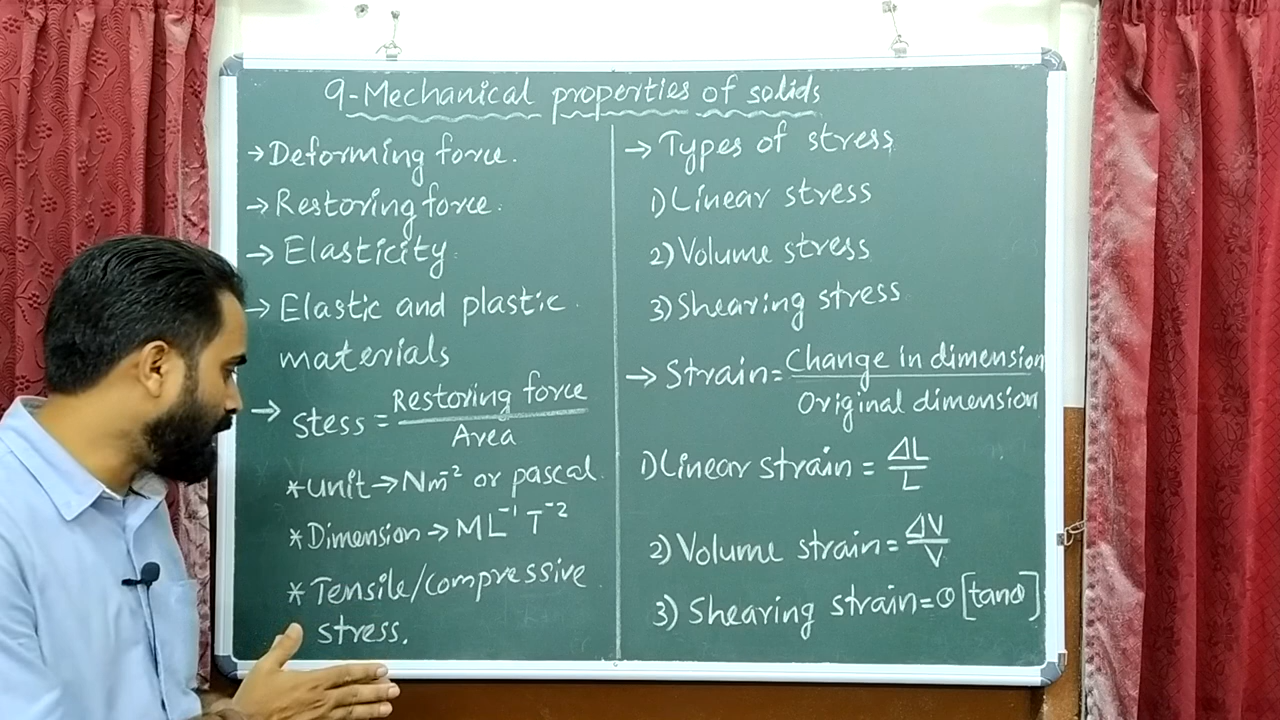 9-Mechanical properties of solids
→Deforming force.
→Restoring force.
→Elasticity.
→Elastic and plastic
materials
→ stess = Restoring force
Area
*unit→Nm⁻² or pascal.
*Dimension→ML⁻¹T⁻²
*Tensile/compressive
stress.
→Types of stress
1)Linear stress
2)Volume stress
3)Shearing stress
→Strain=Change in dimension
Original dimension
1)Linear strain = ΔL
L
2)Volume strain=ΔV
V
3) Shearing strain=θ[tanθ]